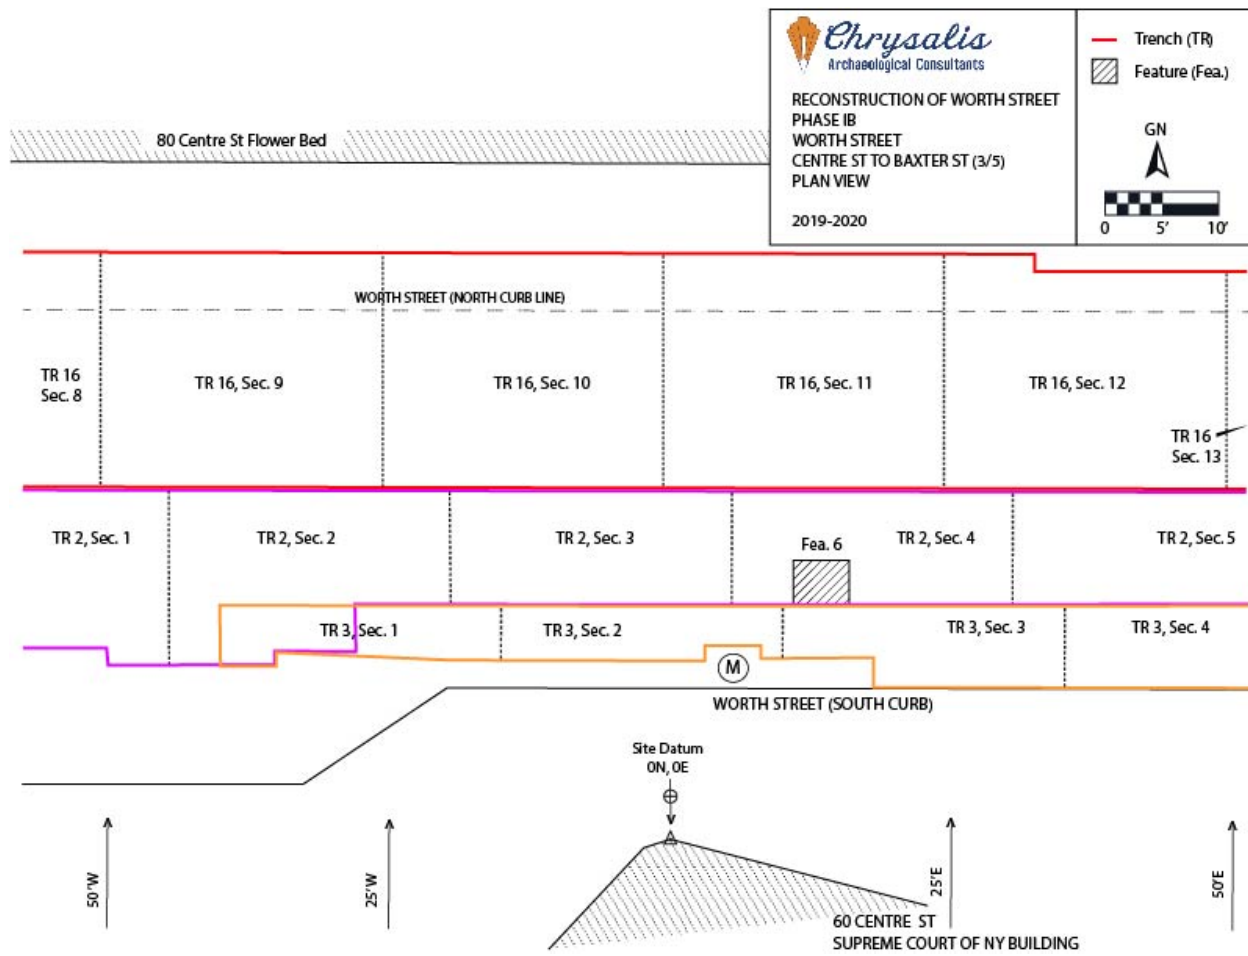 Chrysalis
Archaeological Consultants
RECONSTRUCTION OF WORTH STREET
PHASE IB
WORTH STREET
CENTRE ST TO BAXTER ST (3/5)
PLAN VIEW
2019-2020
Trench (TR)
Feature (Fea.)
GN
0 5' 10'
80 Centre St Flower Bed
WORTH STREET (NORTH CURB LINE)
TR 16
Sec. 8
TR 16, Sec. 9
TR 16, Sec. 10
TR 16, Sec. 11
TR 16, Sec. 12
TR 16
Sec. 13
TR 2, Sec. 1
TR 2, Sec. 2
TR 2, Sec. 3
Fea. 6
TR 2, Sec. 4
TR 2, Sec. 5
TR 3, Sec. 1
TR 3, Sec. 2
TR 3, Sec. 3
TR 3, Sec. 4
M
WORTH STREET (SOUTH CURB)
Site Datum
0N, 0E
50'W
25'W
25'E
50'E
60 CENTRE ST
SUPREME COURT OF NY BUILDING